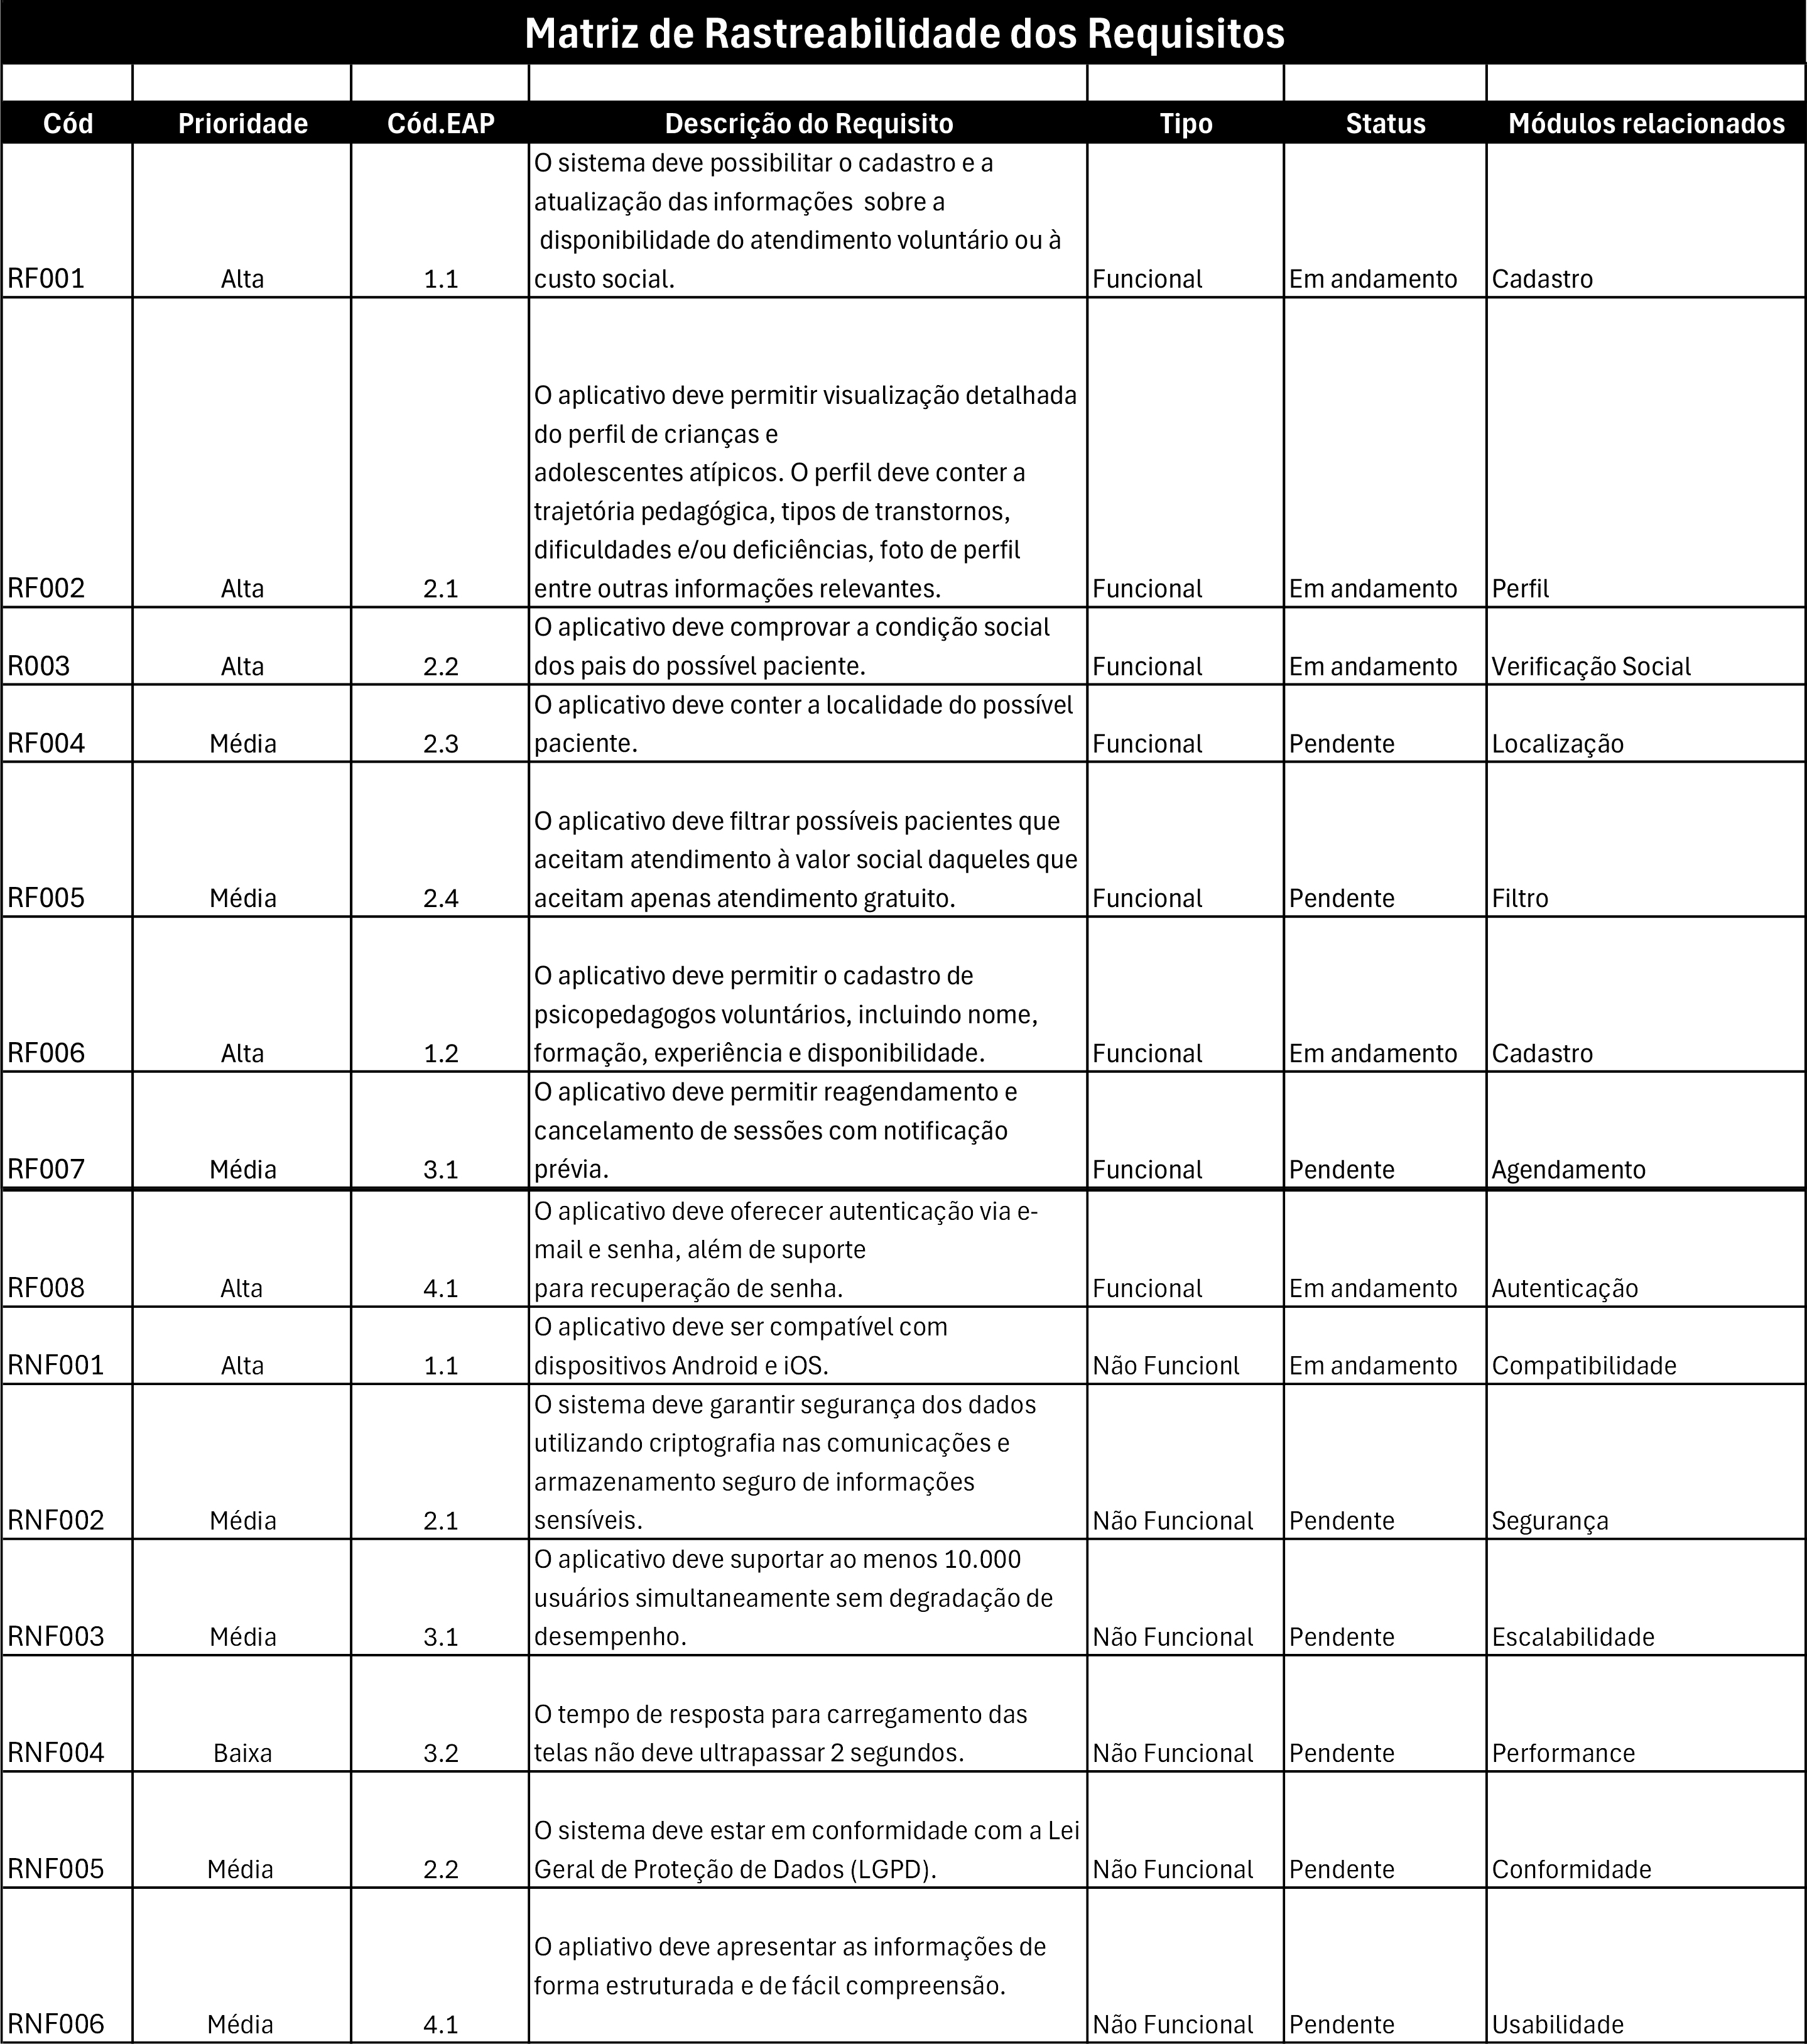 Matriz de Rastreabilidade dos Requisitos
Cód Prioridade Cód.EAP Descrição do Requisito Tipo Status Módulos relacionados
O sistema deve possibilitar o cadastro e a
atualização das informações  sobre a
disponibilidade do atendimento voluntário ou à
RF001 Alta 1.1 custo social. Funcional Em andamento Cadastro
O aplicativo deve permitir visualização detalhada
do perfil de crianças e
adolescentes atípicos. O perfil deve conter a
trajetória pedagógica, tipos de transtornos,
dificuldades e/ou deficiências, foto de perfil
RF002 Alta 2.1 entre outras informações relevantes. Funcional Em andamento Perfil
O aplicativo deve comprovar a condição social
R003 Alta 2.2 dos pais do possível paciente. Funcional Em andamento Verificação Social
O aplicativo deve conter a localidade do possível
RF004 Média 2.3 paciente. Funcional Pendente Localização
O aplicativo deve filtrar possíveis pacientes que
aceitam atendimento à valor social daqueles que
RF005 Média 2.4 aceitam apenas atendimento gratuito. Funcional Pendente Filtro
O aplicativo deve permitir o cadastro de
psicopedagogos voluntários, incluindo nome,
RF006 Alta 1.2 formação, experiência e disponibilidade. Funcional Em andamento Cadastro
O aplicativo deve permitir reagendamento e
cancelamento de sessões com notificação
RF007 Média 3.1 prévia. Funcional Pendente Agendamento
O aplicativo deve oferecer autenticação via e-
mail e senha, além de suporte
RF008 Alta 4.1 para recuperação de senha. Funcional Em andamento Autenticação
O aplicativo deve ser compatível com
RNF001 Alta 1.1 dispositivos Android e iOS. Não Funcionl Em andamento Compatibilidade
O sistema deve garantir segurança dos dados
utilizando criptografia nas comunicações e
armazenamento seguro de informações
RNF002 Média 2.1 sensíveis. Não Funcional Pendente Segurança
O aplicativo deve suportar ao menos 10.000
usuários simultaneamente sem degradação de
RNF003 Média 3.1 desempenho. Não Funcional Pendente Escalabilidade
O tempo de resposta para carregamento das
RNF004 Baixa 3.2 telas não deve ultrapassar 2 segundos. Não Funcional Pendente Performance
O sistema deve estar em conformidade com a Lei
RNF005 Média 2.2 Geral de Proteção de Dados (LGPD). Não Funcional Pendente Conformidade
O apliativo deve apresentar as informações de
forma estruturada e de fácil compreensão.
RNF006 Média 4.1 Não Funcional Pendente Usabilidade